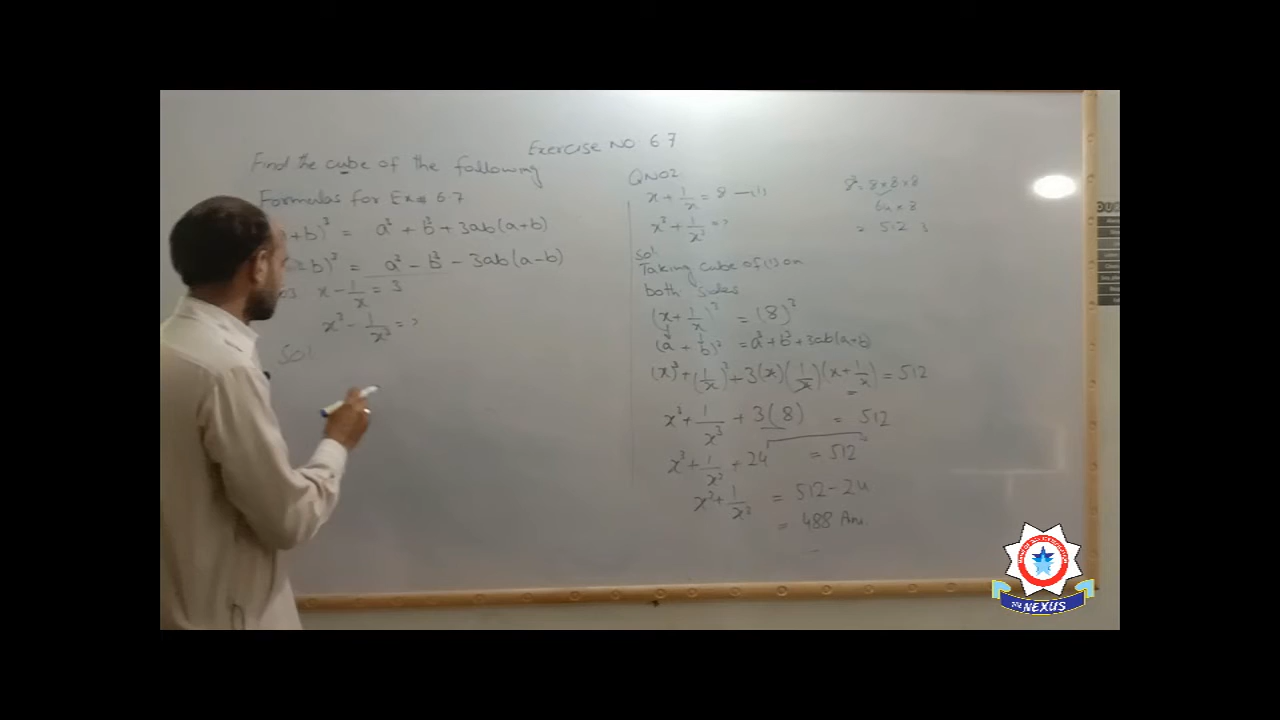 Exercise NO 6.7
Find the cube of the following
Formulas for Ex# 6.7
+b)³ = a³ + b³ + 3ab(a+b)
b)³ = a³ - b³ - 3ab(a-b)
x - 1/x = 3
x³ - 1/x³ = ?
Sol
QNO2
x + 1/x = 8 —(1)
x³ + 1/x³ = ?
Sol
Taking cube of (1) on
both sides
(x + 1/x)³ = (8)³
(a + b)³ = a³ + b³ + 3ab(a+b)
(x)³ + (1/x)³ + 3(x)(1/x)(x + 1/x) = 512
x³ + 1/x³ + 3(8) = 512
x³ + 1/x³ + 24 = 512
x³ + 1/x³ = 512 - 24
= 488 Ans.
8³ = 8×8×8
64 × 8
= 512
THE NEXUS